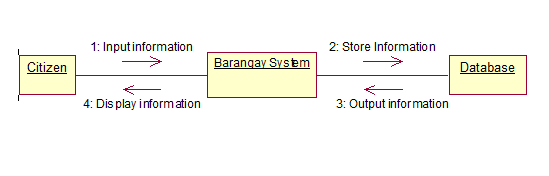 1: Input information
2: Store Information
Citizen
Barangay System
Database
4: Display information
3: Output information